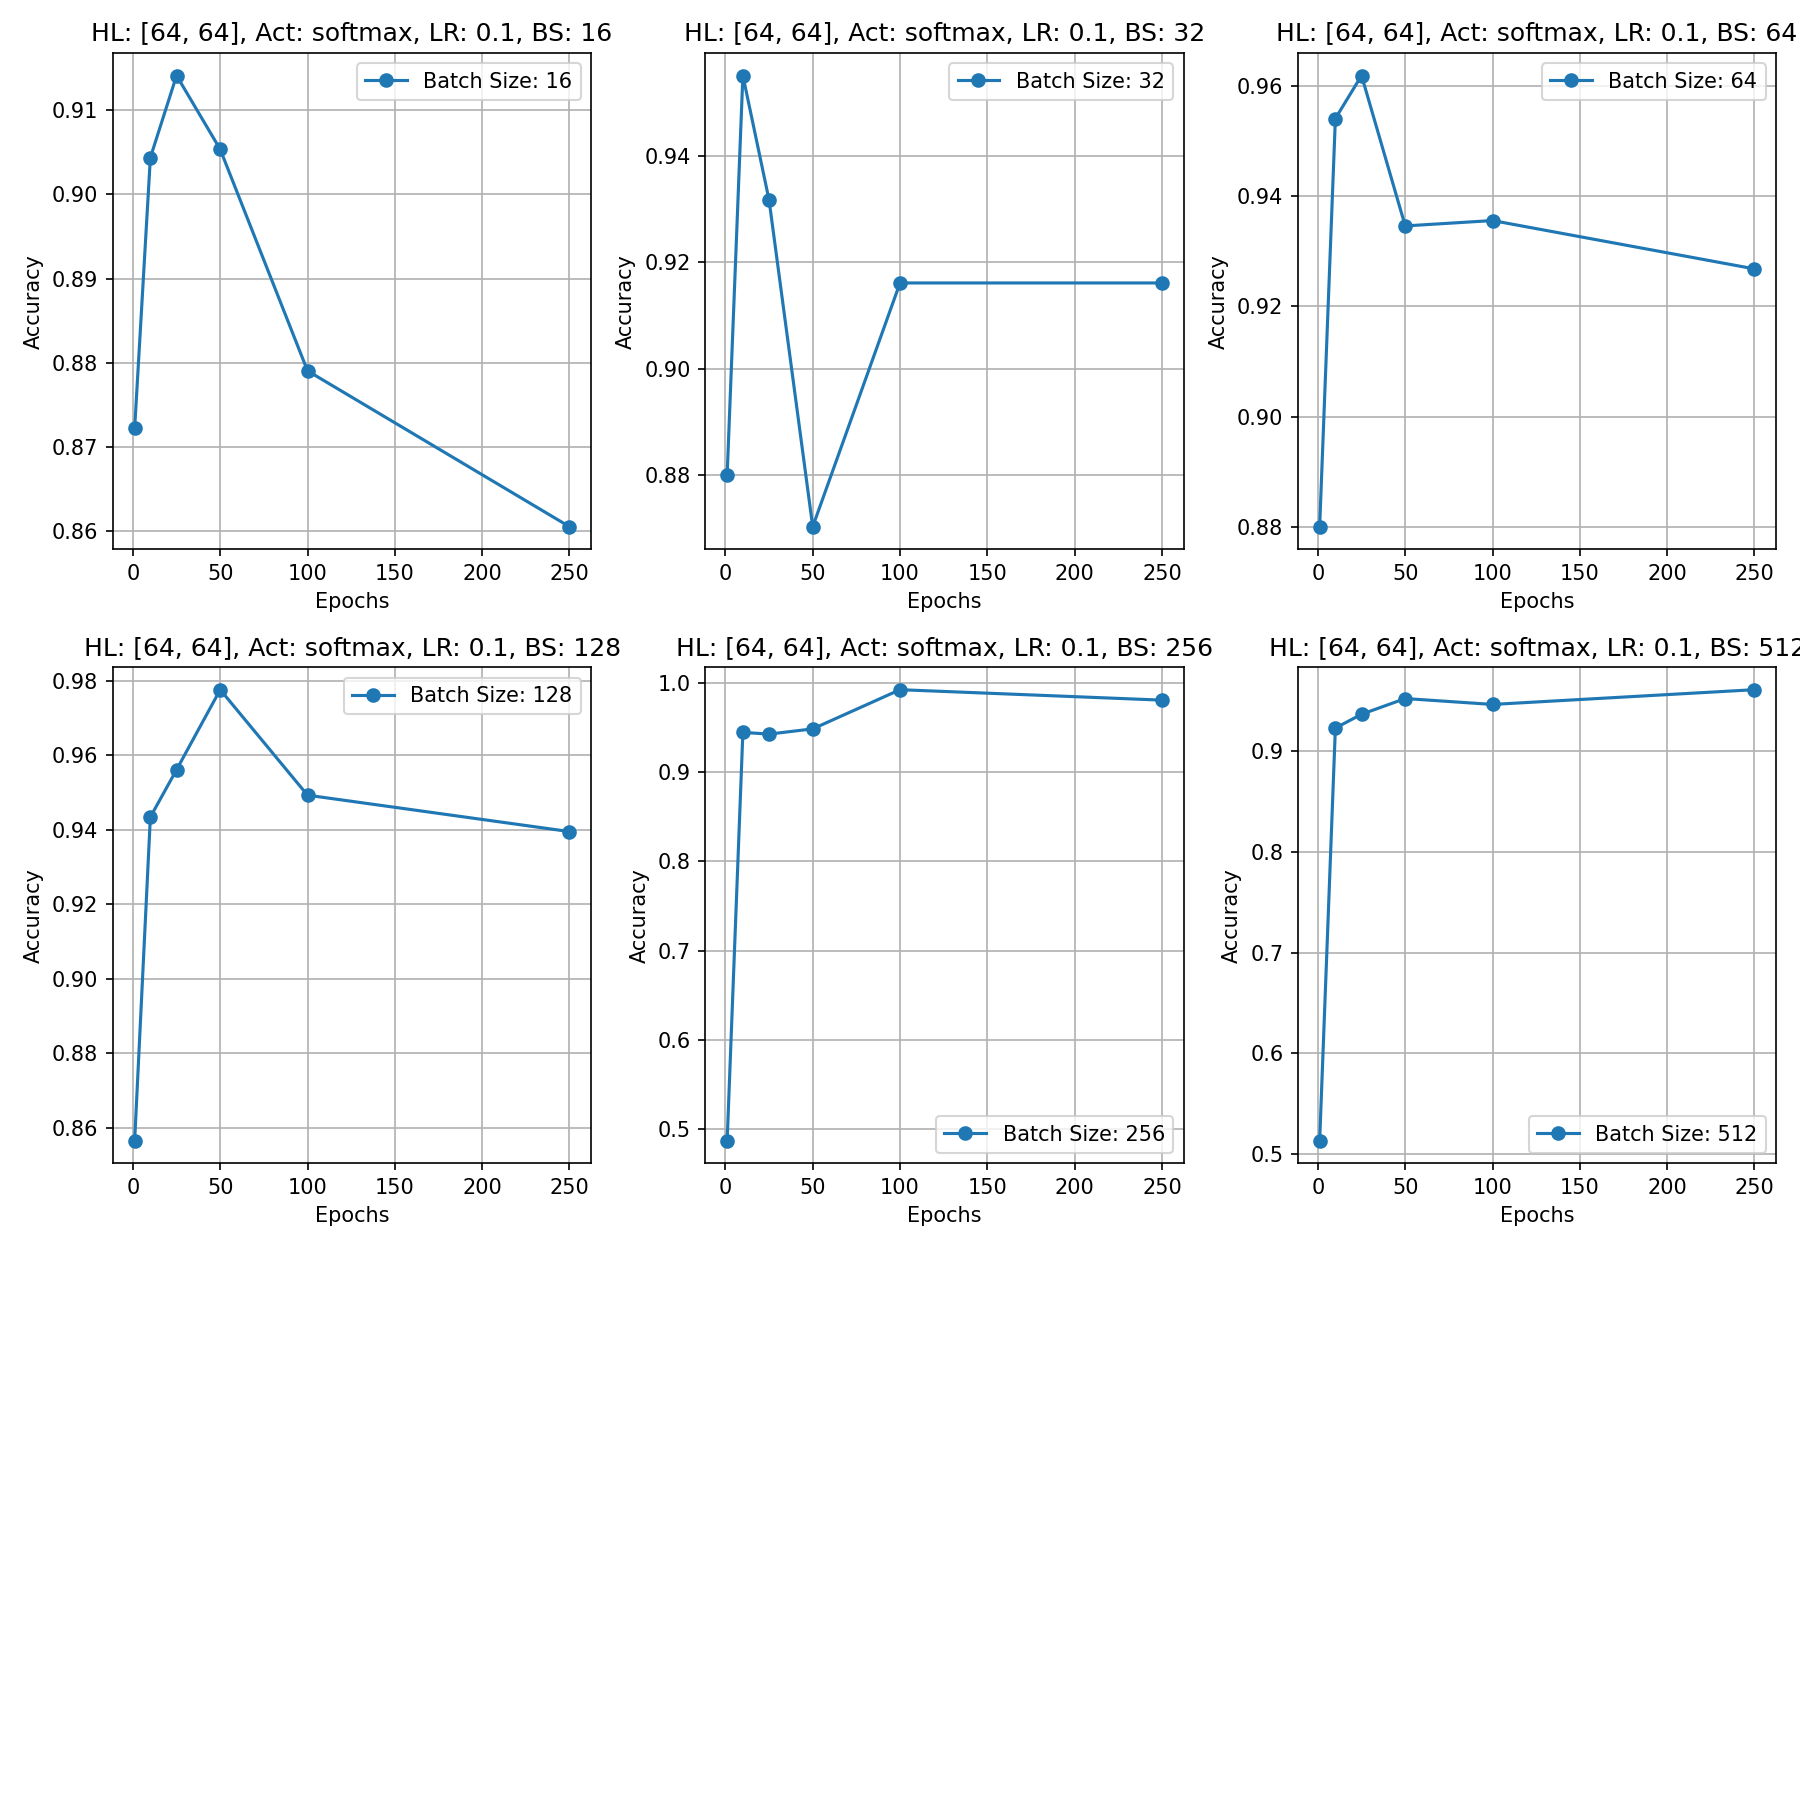 HL: [64, 64], Act: softmax, LR: 0.1, BS: 16
Batch Size: 16
Accuracy
0.91
0.90
0.89
0.88
0.87
0.86
0 50 100 150 200 250
Epochs
HL: [64, 64], Act: softmax, LR: 0.1, BS: 32
Batch Size: 32
Accuracy
0.94
0.92
0.90
0.88
0 50 100 150 200 250
Epochs
HL: [64, 64], Act: softmax, LR: 0.1, BS: 64
Batch Size: 64
Accuracy
0.96
0.94
0.92
0.90
0.88
0 50 100 150 200 250
Epochs
HL: [64, 64], Act: softmax, LR: 0.1, BS: 128
Batch Size: 128
Accuracy
0.98
0.96
0.94
0.92
0.90
0.88
0.86
0 50 100 150 200 250
Epochs
HL: [64, 64], Act: softmax, LR: 0.1, BS: 256
Accuracy
1.0
0.9
0.8
0.7
0.6
0.5
Batch Size: 256
0 50 100 150 200 250
Epochs
HL: [64, 64], Act: softmax, LR: 0.1, BS: 512
Accuracy
0.9
0.8
0.7
0.6
0.5
Batch Size: 512
0 50 100 150 200 250
Epochs